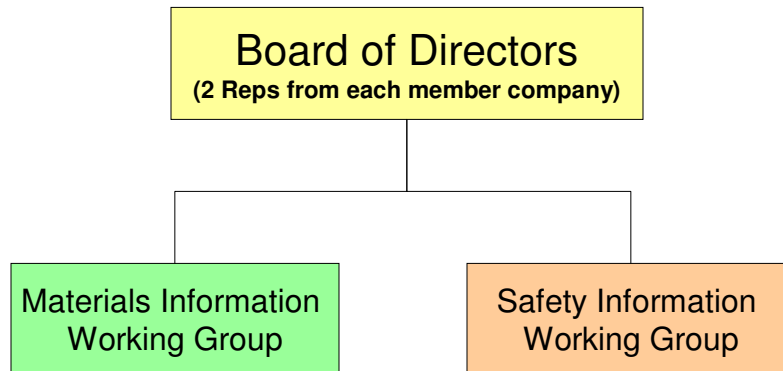 Board of Directors
(2 Reps from each member company)
Materials Information
Working Group
Safety Information
Working Group